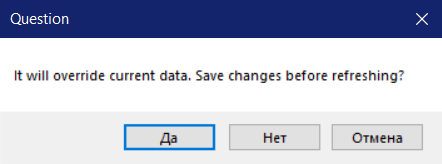 Question
It will override current data. Save changes before refreshing?
Да Нет Отмена